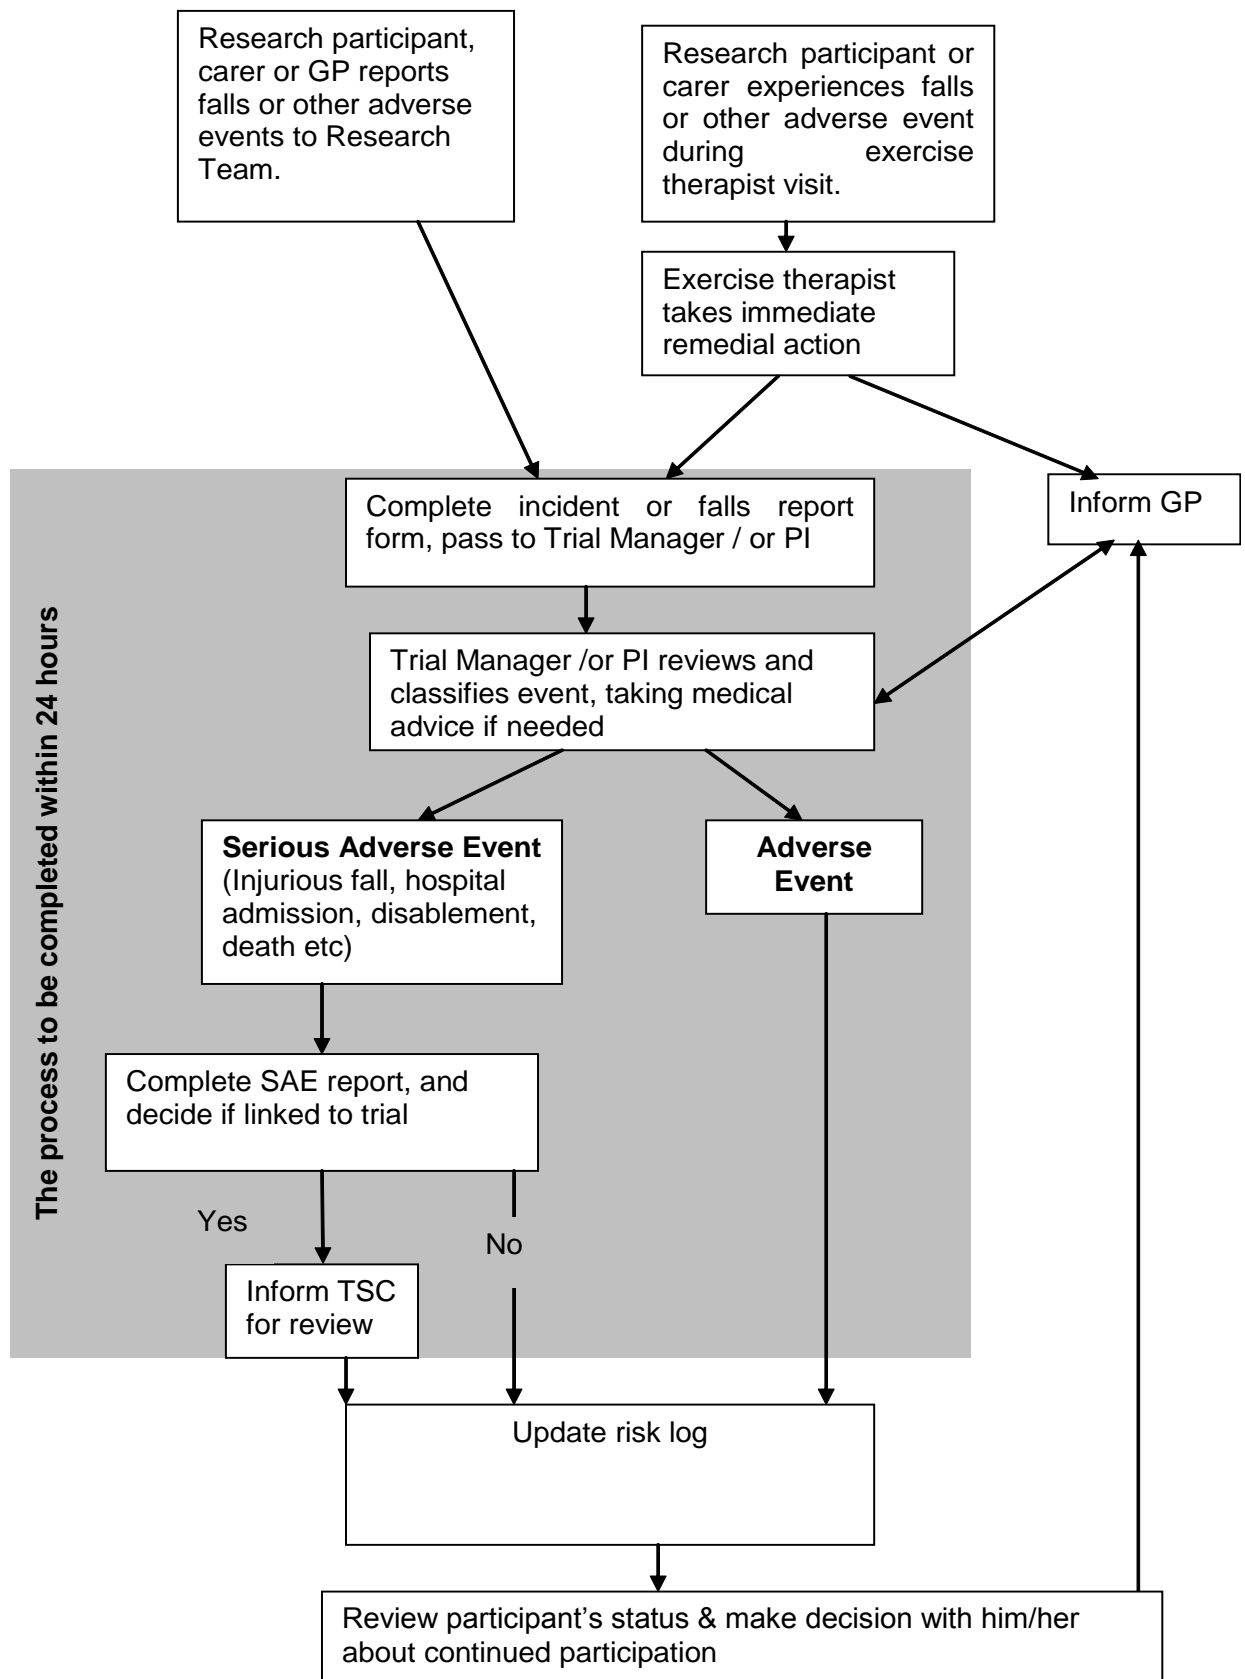 Research participant,
carer or GP reports
falls or other adverse
events to Research
Team.
Research participant or
carer experiences falls
or other adverse event
during exercise
therapist visit.
Exercise therapist
takes immediate
remedial action
Complete incident or falls report
form, pass to Trial Manager / or PI
Inform GP
The process to be completed within 24 hours
Trial Manager /or PI reviews and
classifies event, taking medical
advice if needed
Serious Adverse Event
(Injurious fall, hospital
admission, disablement,
death etc)
Adverse
Event
Complete SAE report, and
decide if linked to trial
Yes
No
Inform TSC
for review
Update risk log
Review participant's status & make decision with him/her
about continued participation